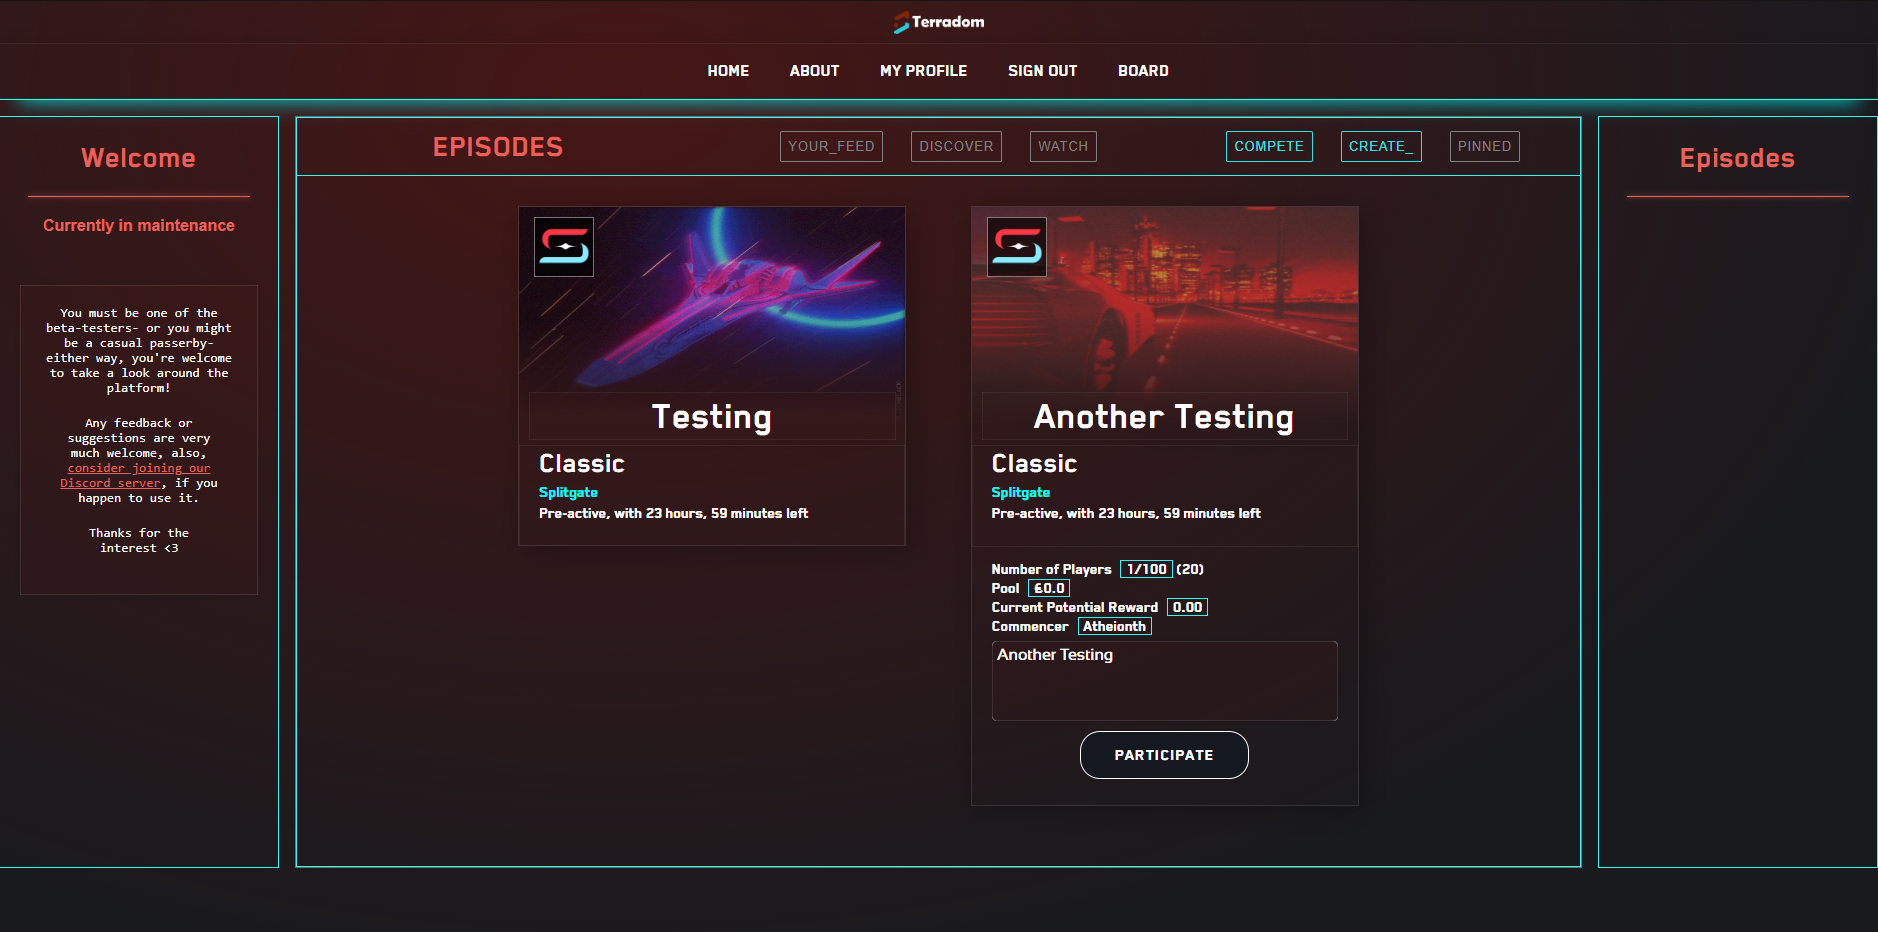 Terradom
HOME ABOUT MY PROFILE SIGN OUT BOARD
Welcome
Currently in maintenance
You must be one of the
beta-testers- or you might
be a casual passerby-
either way, you're welcome
to take a look around the
platform!
Any feedback or
suggestions are very
much welcome, also,
consider joining our
Discord server, if you
happen to use it.
Thanks for the
interest <3
EPISODES YOUR_FEED DISCOVER WATCH COMPETE CREATE_ PINNED
Testing
Classic
Splitgate
Pre-active, with 23 hours, 59 minutes left
Another Testing
Classic
Splitgate
Pre-active, with 23 hours, 59 minutes left
Number of Players 1/100 (20)
Pool £0.0
Current Potential Reward 0.00
Commencer Atheionth
Another Testing
PARTICIPATE
Episodes